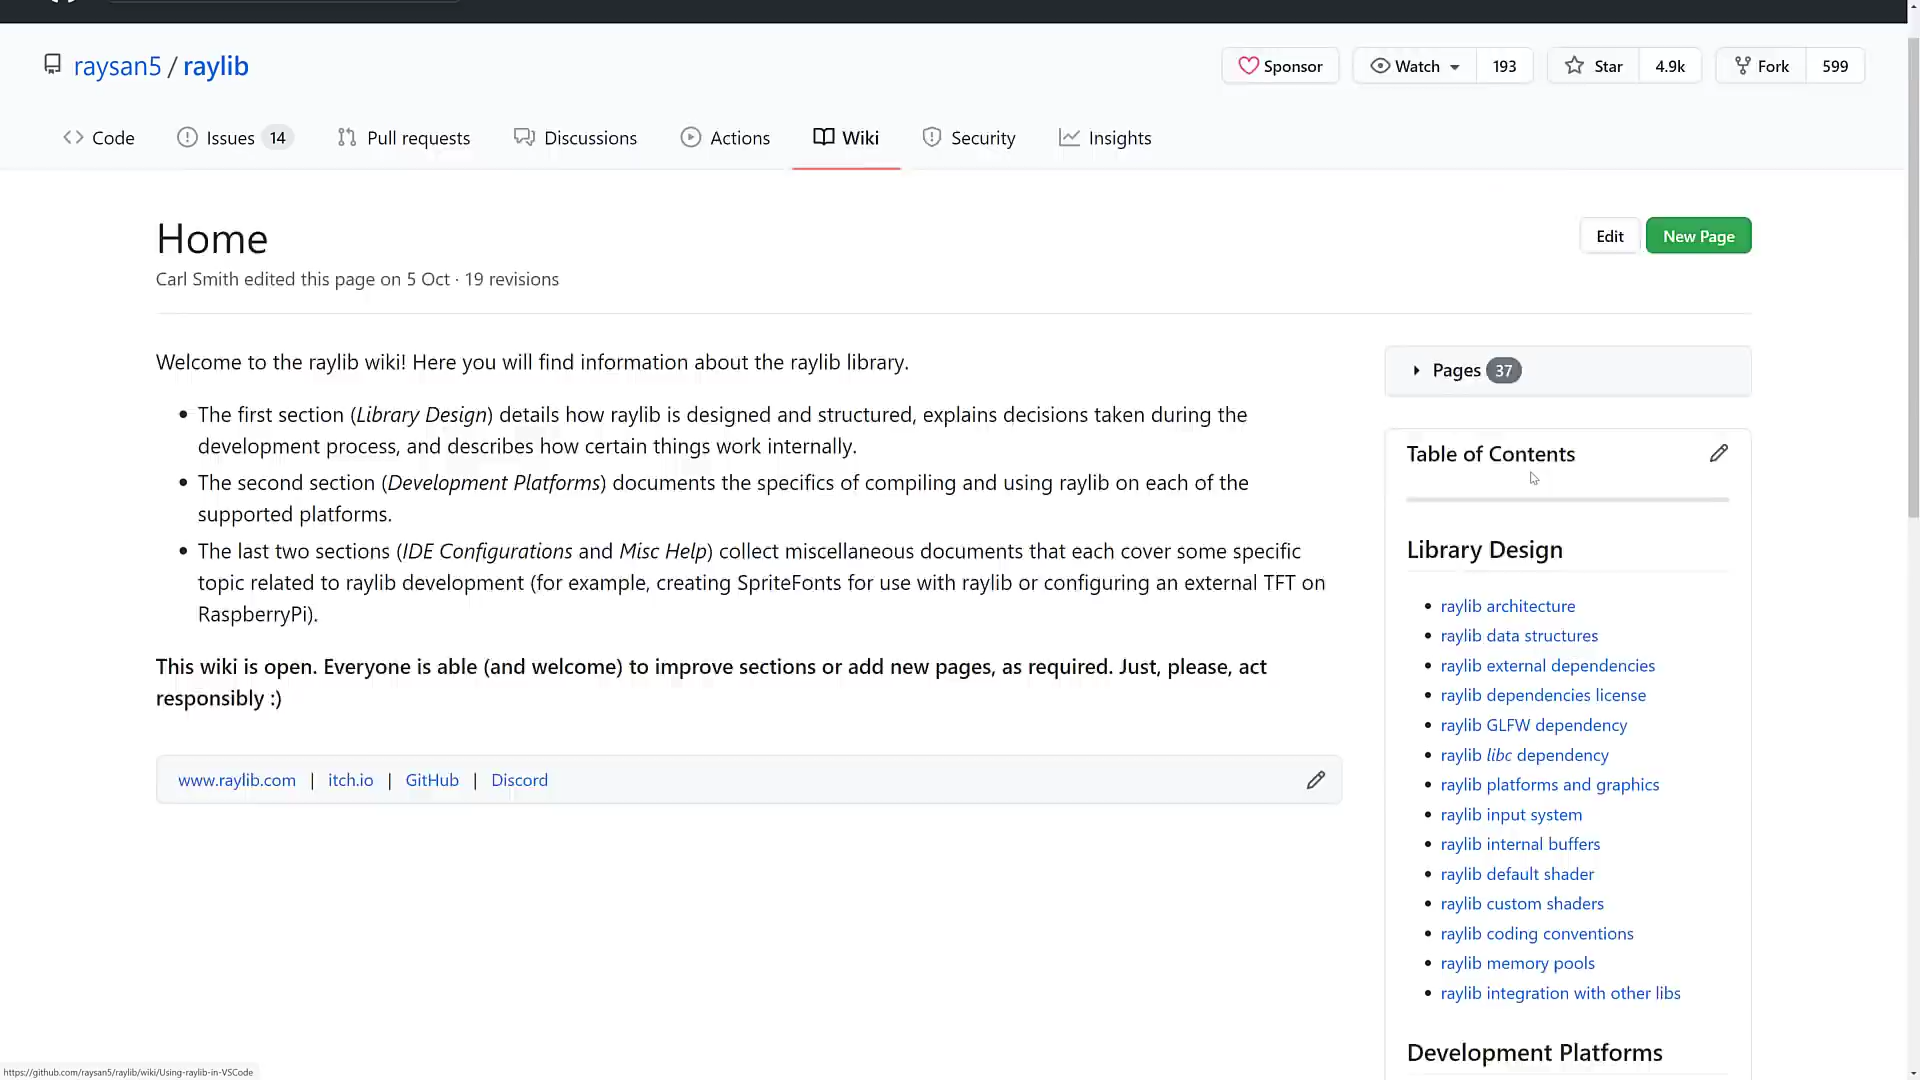 raysan5 / raylib
Sponsor
Watch 193
Star 4.9k
Fork 599
Code
Issues 14
Pull requests
Discussions
Actions
Wiki
Security
Insights
Home
Carl Smith edited this page on 5 Oct · 19 revisions
Edit
New Page
Welcome to the raylib wiki! Here you will find information about the raylib library.
• The first section (Library Design) details how raylib is designed and structured, explains decisions taken during the
development process, and describes how certain things work internally.
• The second section (Development Platforms) documents the specifics of compiling and using raylib on each of the
supported platforms.
• The last two sections (IDE Configurations and Misc Help) collect miscellaneous documents that each cover some specific
topic related to raylib development (for example, creating SpriteFonts for use with raylib or configuring an external TFT on
RaspberryPi).
This wiki is open. Everyone is able (and welcome) to improve sections or add new pages, as required. Just, please, act
responsibly :)
www.raylib.com | itch.io | GitHub | Discord
Pages 37
Table of Contents
Library Design
• raylib architecture
• raylib data structures
• raylib external dependencies
• raylib dependencies license
• raylib GLFW dependency
• raylib libc dependency
• raylib platforms and graphics
• raylib input system
• raylib internal buffers
• raylib default shader
• raylib custom shaders
• raylib coding conventions
• raylib memory pools
• raylib integration with other libs
Development Platforms
https://github.com/raysan5/raylib/wiki/Using-raylib-in-VSCode